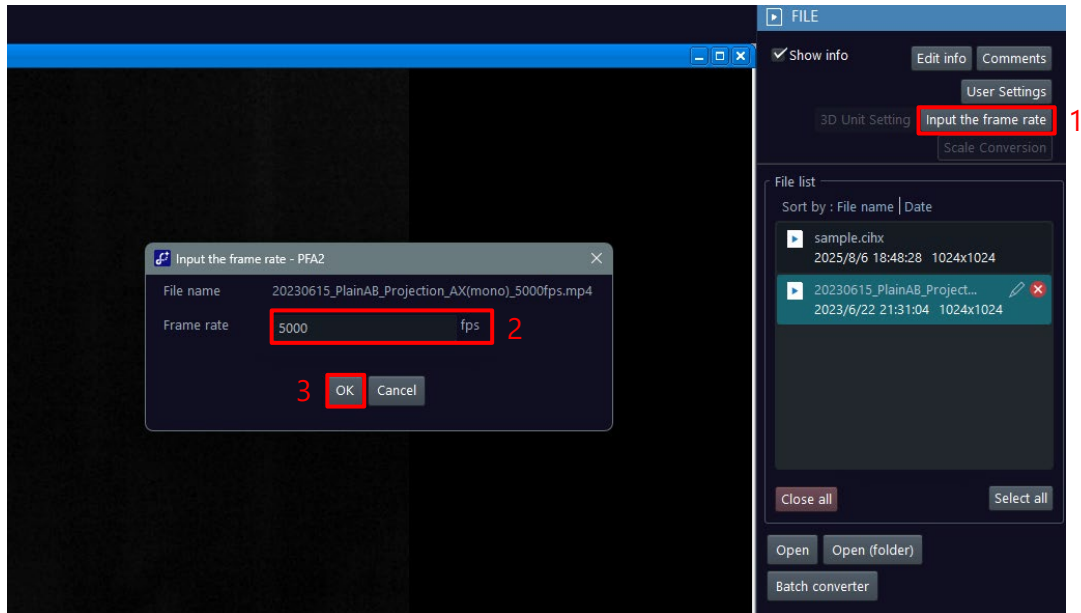 FILE
Show info
Edit info
Comments
User Settings
3D Unit Setting
Input the frame rate
1
Scale Conversion
File list
Sort by : File name | Date
sample.cihx
2025/8/6 18:48:28 1024x1024
20230615_PlainAB_Project...
2023/6/22 21:31:04 1024x1024
Close all
Select all
Open
Open (folder)
Batch converter
Input the frame rate - PFA2
File name 20230615_PlainAB_Projection_AX(mono)_5000fps.mp4
Frame rate 5000 fps 2
3 OK Cancel